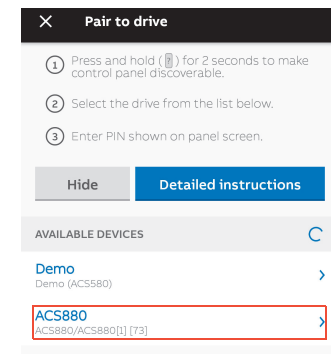 Pair to drive
1 Press and hold ( ? ) for 2 seconds to make
control panel discoverable.
2 Select the drive from the list below.
3 Enter PIN shown on panel screen.
Hide Detailed instructions
AVAILABLE DEVICES
Demo
Demo (ACS580)
ACS880
ACS880/ACS880[1] [73]